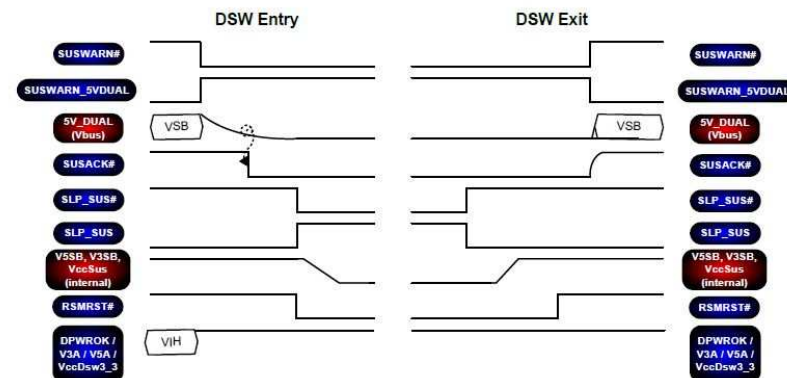 DSW Entry
DSW Exit
SUSWARN#
SUSWARN#
SUSWARN_5VDUAL
SUSWARN_5VDUAL
5V_DUAL
(Vbus)
VSB
VSB
5V_DUAL
(Vbus)
SUSACK#
SUSACK#
SLP_SUS#
SLP_SUS#
SLP_SUS
SLP_SUS
V5SB, V3SB,
VccSus
(internal)
V5SB, V3SB,
VccSus
(internal)
RSMRST#
RSMRST#
DPWROK /
V3A / V5A /
VccDsw3_3
VIH
DPWROK /
V3A / V5A /
VccDsw3_3